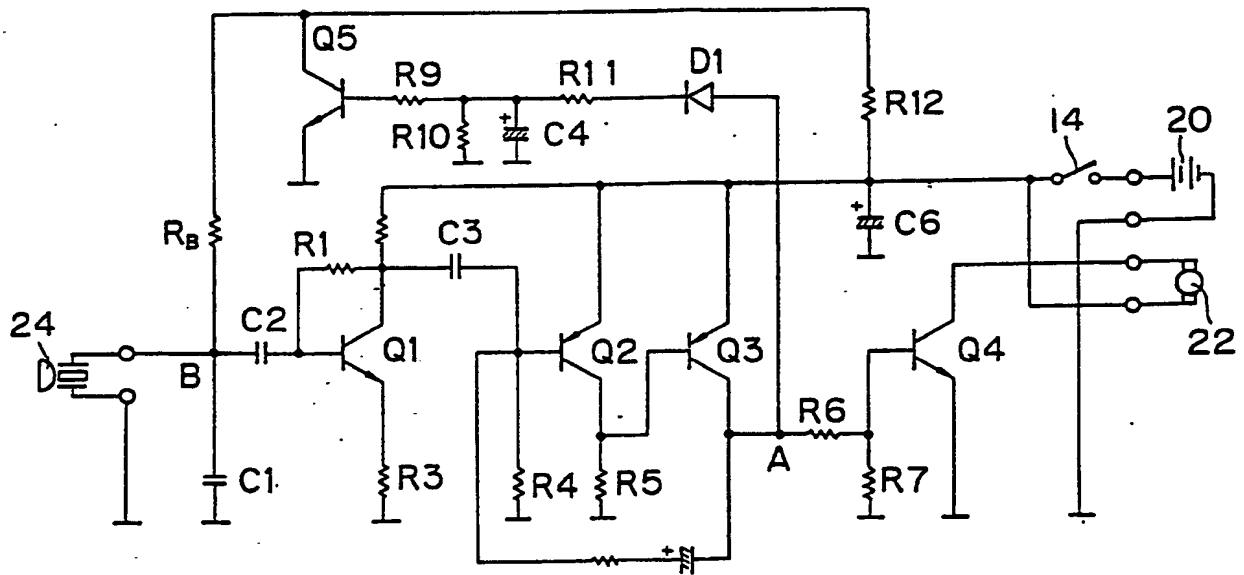 Q5
R9
R11
D1
R10
C4
R12
14
20
RB
R1
C3
C6
24
C2
B
Q1
Q2
Q3
Q4
22
R6
A
C1
R3
R4
R5
R7
+
+
+